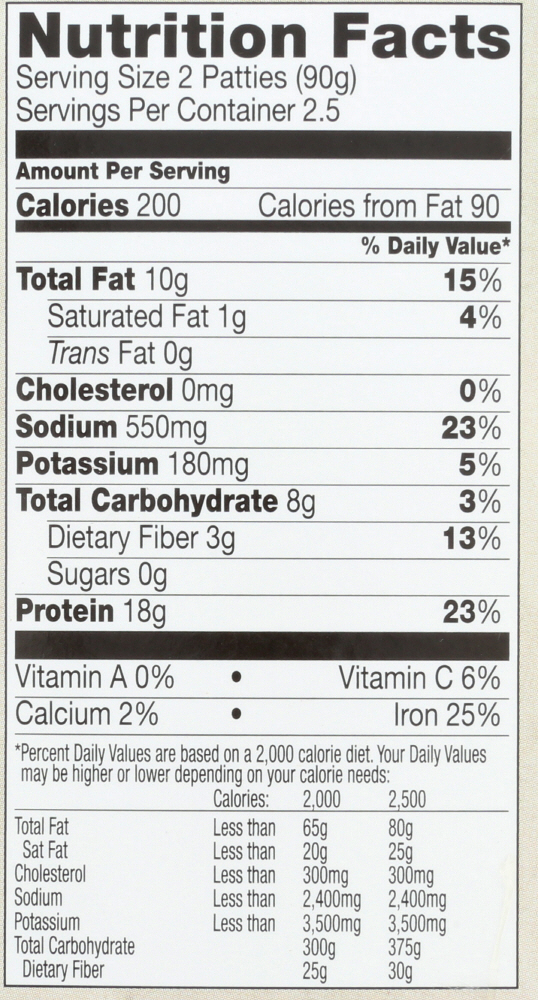 Nutrition Facts
Serving Size 2 Patties (90g)
Servings Per Container 2.5
Amount Per Serving
Calories 200 Calories from Fat 90
% Daily Value*
Total Fat 10g 15%
Saturated Fat 1g 4%
Trans Fat 0g
Cholesterol 0mg 0%
Sodium 550mg 23%
Potassium 180mg 5%
Total Carbohydrate 8g 3%
Dietary Fiber 3g 13%
Sugars 0g
Protein 18g 23%
Vitamin A 0% • Vitamin C 6%
Calcium 2% • Iron 25%
*Percent Daily Values are based on a 2,000 calorie diet. Your Daily Values
may be higher or lower depending on your calorie needs:
Calories: 2,000 2,500
Total Fat Less than 65g 80g
Sat Fat Less than 20g 25g
Cholesterol Less than 300mg 300mg
Sodium Less than 2,400mg 2,400mg
Potassium Less than 3,500mg 3,500mg
Total Carbohydrate 300g 375g
Dietary Fiber 25g 30g